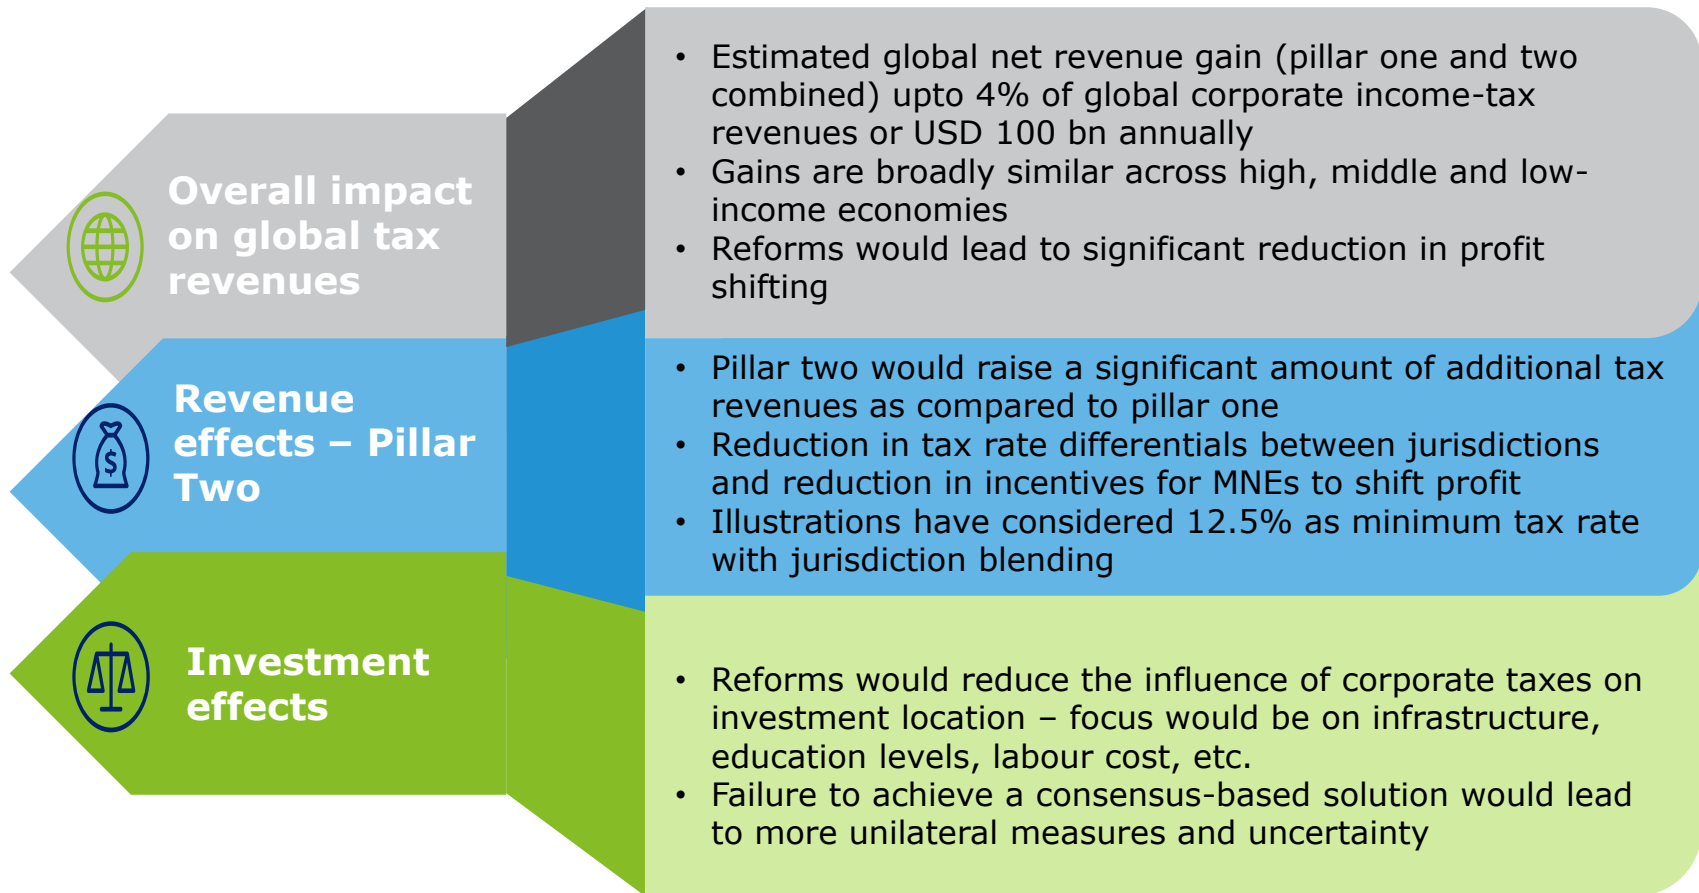 Overall impact
on global tax
revenues
• Estimated global net revenue gain (pillar one and two
combined) upto 4% of global corporate income-tax
revenues or USD 100 bn annually
• Gains are broadly similar across high, middle and low-
income economies
• Reforms would lead to significant reduction in profit
shifting
Revenue
effects – Pillar
Two
$
• Pillar two would raise a significant amount of additional tax
revenues as compared to pillar one
• Reduction in tax rate differentials between jurisdictions
and reduction in incentives for MNEs to shift profit
• Illustrations have considered 12.5% as minimum tax rate
with jurisdiction blending
Investment
effects
• Reforms would reduce the influence of corporate taxes on
investment location – focus would be on infrastructure,
education levels, labour cost, etc.
• Failure to achieve a consensus-based solution would lead
to more unilateral measures and uncertainty